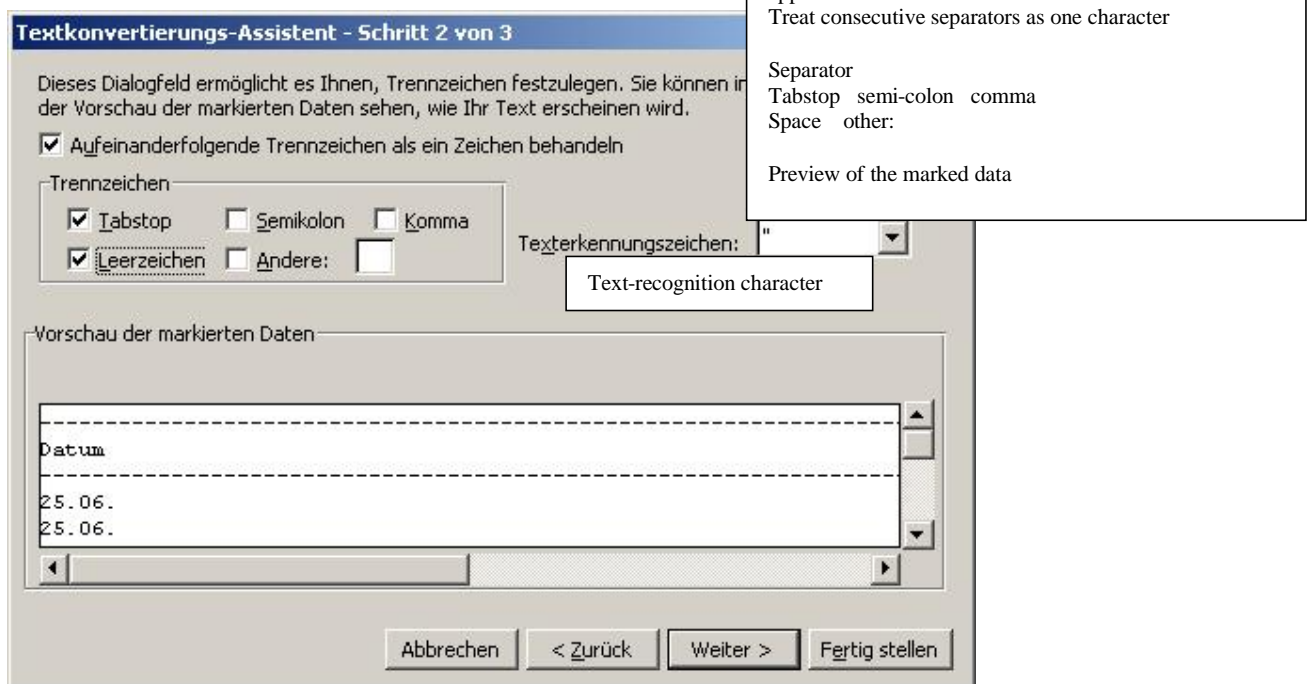 Treat consecutive separators as one character
Separator
Tabstop semi-colon comma
Space other:
Preview of the marked data
Textkonvertierungs-Assistent - Schritt 2 von 3
Dieses Dialogfeld ermöglicht es Ihnen, Trennzeichen festzulegen. Sie können in
der Vorschau der markierten Daten sehen, wie Ihr Text erscheinen wird.
Aufeinanderfolgende Trennzeichen als ein Zeichen behandeln
Trennzeichen
Tabstop Semikolon Komma
Leerzeichen Andere:
Texterkennungszeichen: "
Text-recognition character
Vorschau der markierten Daten
Datum
25.06.
25.06.
Abbrechen < Zurück Weiter > Fertig stellen